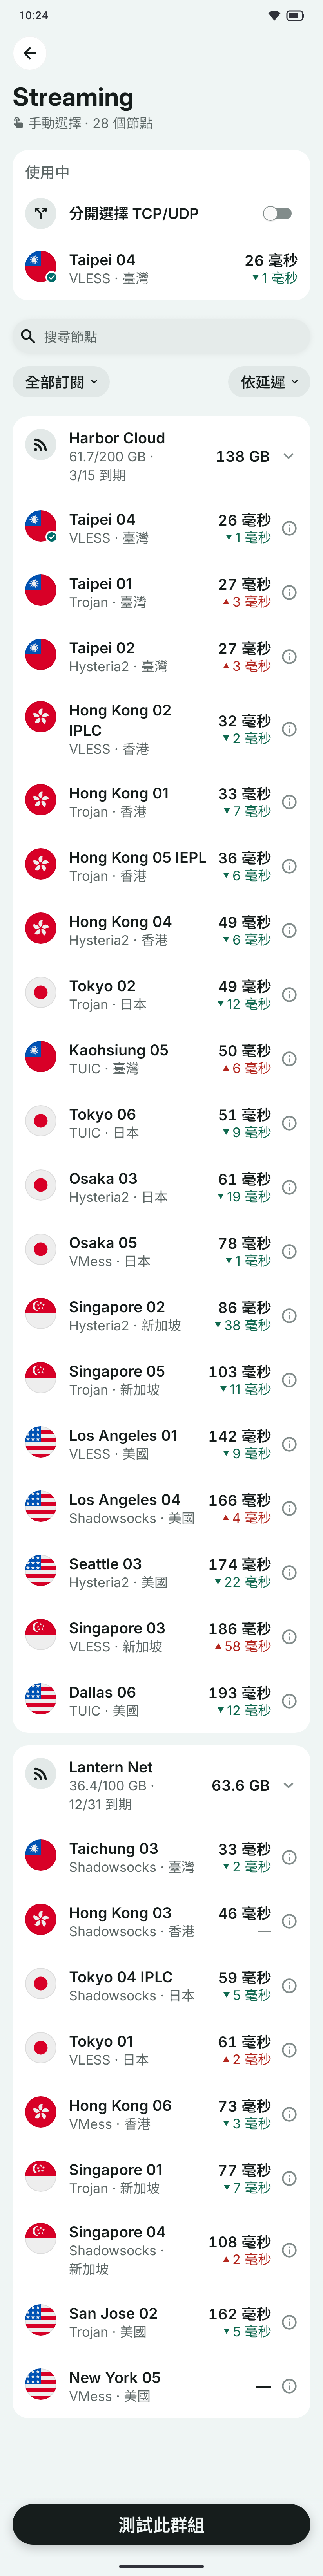 10:24
Streaming
手動選擇 · 28 個節點
使用中
分開選擇 TCP/UDP
Taipei 04
26 毫秒
VLESS · 臺灣
▼1 毫秒
搜尋節點
全部訂閱
依延遲
Harbor Cloud
61.7/200 GB ·
3/15 到期
138 GB
Taipei 04
26 毫秒
VLESS · 臺灣
▼1 毫秒
Taipei 01
27 毫秒
Trojan · 臺灣
▲3 毫秒
Taipei 02
27 毫秒
Hysteria2 · 臺灣
▲3 毫秒
Hong Kong 02
IPLC
32 毫秒
VLESS · 香港
▼2 毫秒
Hong Kong 01
33 毫秒
Trojan · 香港
▼7 毫秒
Hong Kong 05 IEPL
36 毫秒
Trojan · 香港
▼6 毫秒
Hong Kong 04
49 毫秒
Hysteria2 · 香港
▼6 毫秒
Tokyo 02
49 毫秒
Trojan · 日本
▼12 毫秒
Kaohsiung 05
50 毫秒
TUIC · 臺灣
▲6 毫秒
Tokyo 06
51 毫秒
TUIC · 日本
▼9 毫秒
Osaka 03
61 毫秒
Hysteria2 · 日本
▼19 毫秒
Osaka 05
78 毫秒
VMess · 日本
▼1 毫秒
Singapore 02
86 毫秒
Hysteria2 · 新加坡
▼38 毫秒
Singapore 05
103 毫秒
Trojan · 新加坡
▼11 毫秒
Los Angeles 01
142 毫秒
VLESS · 美國
▼9 毫秒
Los Angeles 04
166 毫秒
Shadowsocks · 美國
▲4 毫秒
Seattle 03
174 毫秒
Hysteria2 · 美國
▼22 毫秒
Singapore 03
186 毫秒
VLESS · 新加坡
▲58 毫秒
Dallas 06
193 毫秒
TUIC · 美國
▼12 毫秒
Lantern Net
36.4/100 GB ·
12/31 到期
63.6 GB
Taichung 03
33 毫秒
Shadowsocks · 臺灣
▼2 毫秒
Hong Kong 03
46 毫秒
Shadowsocks · 香港
—
Tokyo 04 IPLC
59 毫秒
Shadowsocks · 日本
▼5 毫秒
Tokyo 01
61 毫秒
VLESS · 日本
▲2 毫秒
Hong Kong 06
73 毫秒
VMess · 香港
▼3 毫秒
Singapore 01
77 毫秒
Trojan · 新加坡
▼7 毫秒
Singapore 04
108 毫秒
Shadowsocks ·
新加坡
▲2 毫秒
San Jose 02
162 毫秒
Trojan · 美國
▼5 毫秒
New York 05
—
VMess · 美國
測試此群組